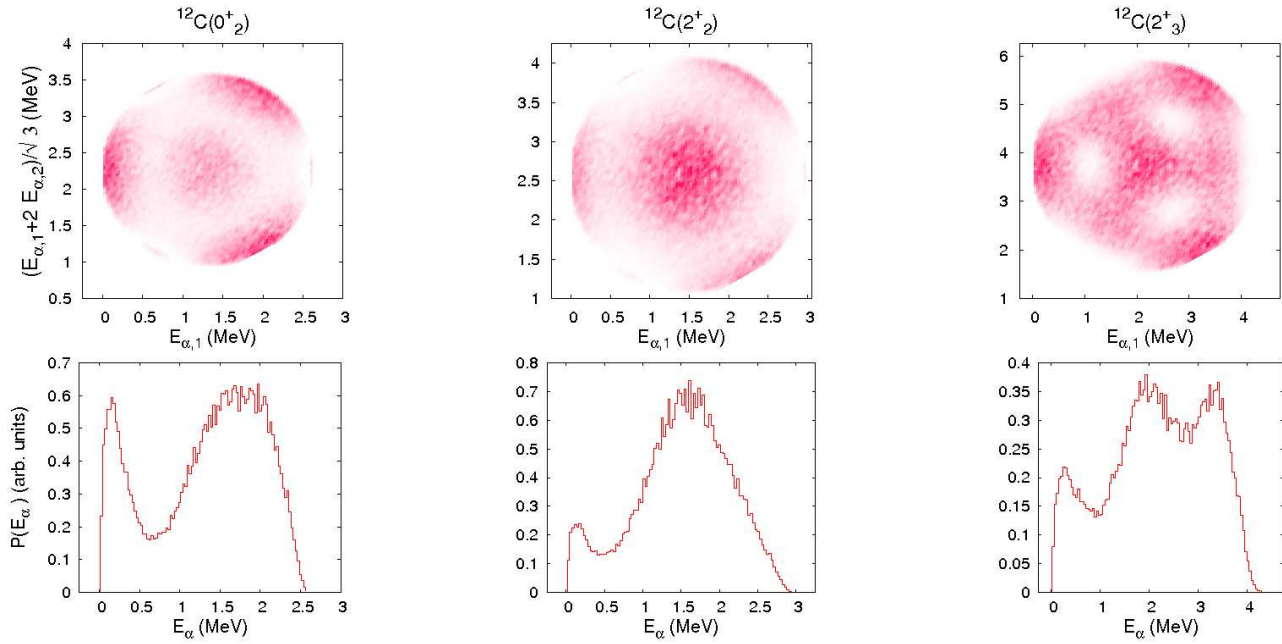 ¹²C(0⁺₂)
(E_α,1+2 E_α,2)/√3 (MeV)
4
3.5
3
2.5
2
1.5
1
0.5
0 0.5 1 1.5 2 2.5 3
E_α,1 (MeV)
¹²C(2⁺₂)
4
3.5
3
2.5
2
1.5
1
0 0.5 1 1.5 2 2.5 3
E_α,1 (MeV)
¹²C(2⁺₃)
6
5
4
3
2
1
0 1 2 3 4
E_α,1 (MeV)
P(E_α) (arb. units)
0.7
0.6
0.5
0.4
0.3
0.2
0.1
0
0 0.5 1 1.5 2 2.5 3
E_α (MeV)
0.8
0.7
0.6
0.5
0.4
0.3
0.2
0.1
0
0 0.5 1 1.5 2 2.5 3
E_α (MeV)
0.4
0.35
0.3
0.25
0.2
0.15
0.1
0.05
0
0 1 2 3 4
E_α (MeV)